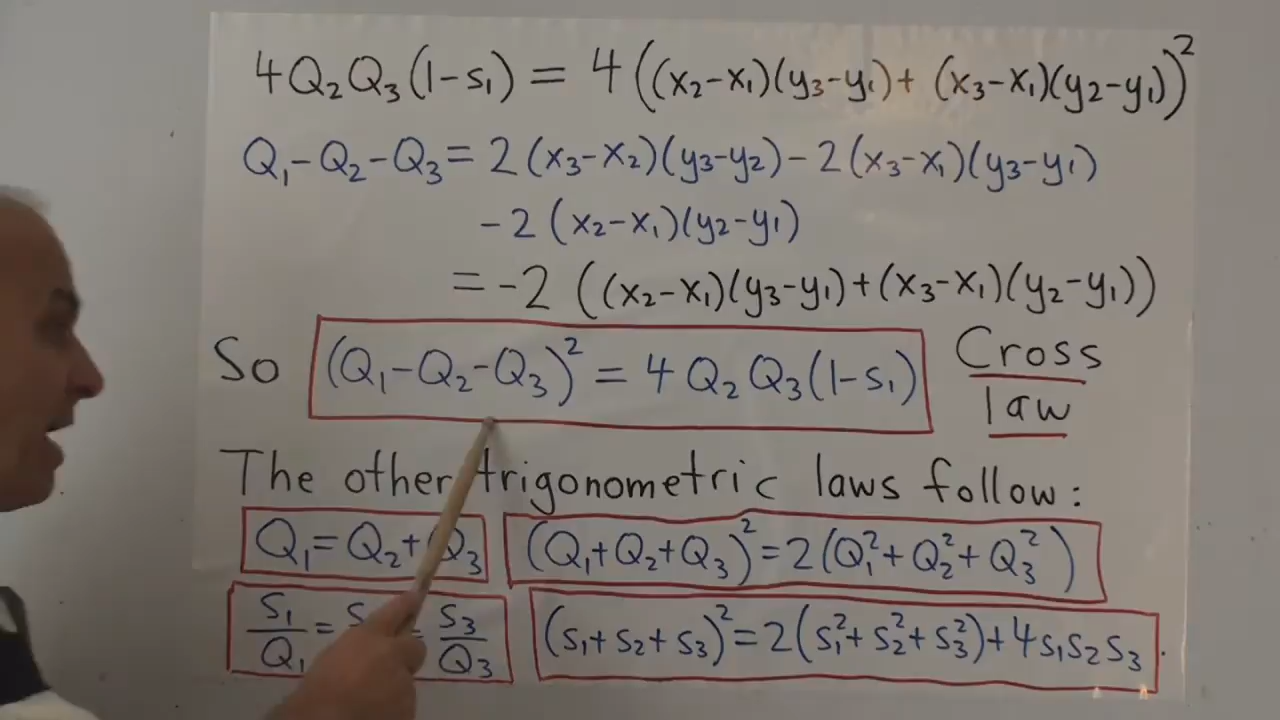 4Q₂Q₃(1-s₁) = 4((x₂-x₁)(y₃-y₁)+(x₃-x₁)(y₂-y₁))²
Q₁-Q₂-Q₃ = 2(x₃-x₂)(y₃-y₂)-2(x₃-x₁)(y₃-y₁)
-2(x₂-x₁)(y₂-y₁)
= -2((x₂-x₁)(y₃-y₁)+(x₃-x₁)(y₂-y₁))
So (Q₁-Q₂-Q₃)² = 4Q₂Q₃(1-s₁) Cross law
The other trigonometric laws follow:
Q₁=Q₂+Q₃ (Q₁+Q₂+Q₃)²=2(Q₁²+Q₂²+Q₃²)
s₁/Q₁ = s = s₃/Q₃ (s₁+s₂+s₃)²=2(s₁²+s₂²+s₃²)+4s₁s₂s₃.